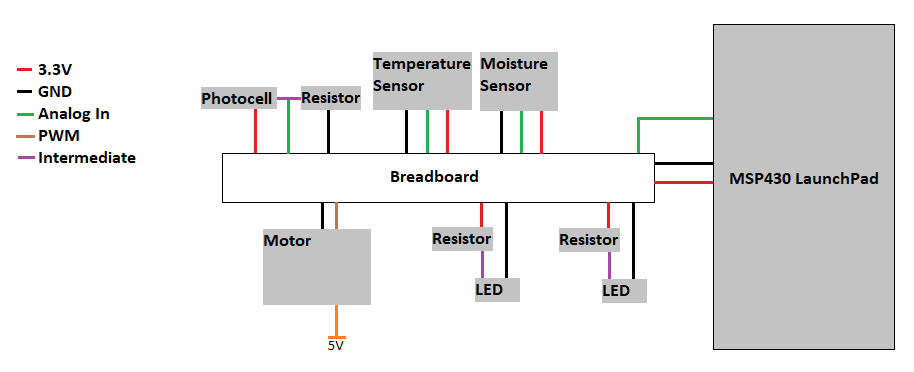 3.3V
GND
Analog In
PWM
Intermediate
Photocell
Resistor
Temperature
Sensor
Moisture
Sensor
Breadboard
MSP430 LaunchPad
Motor
Resistor
Resistor
LED
LED
5V